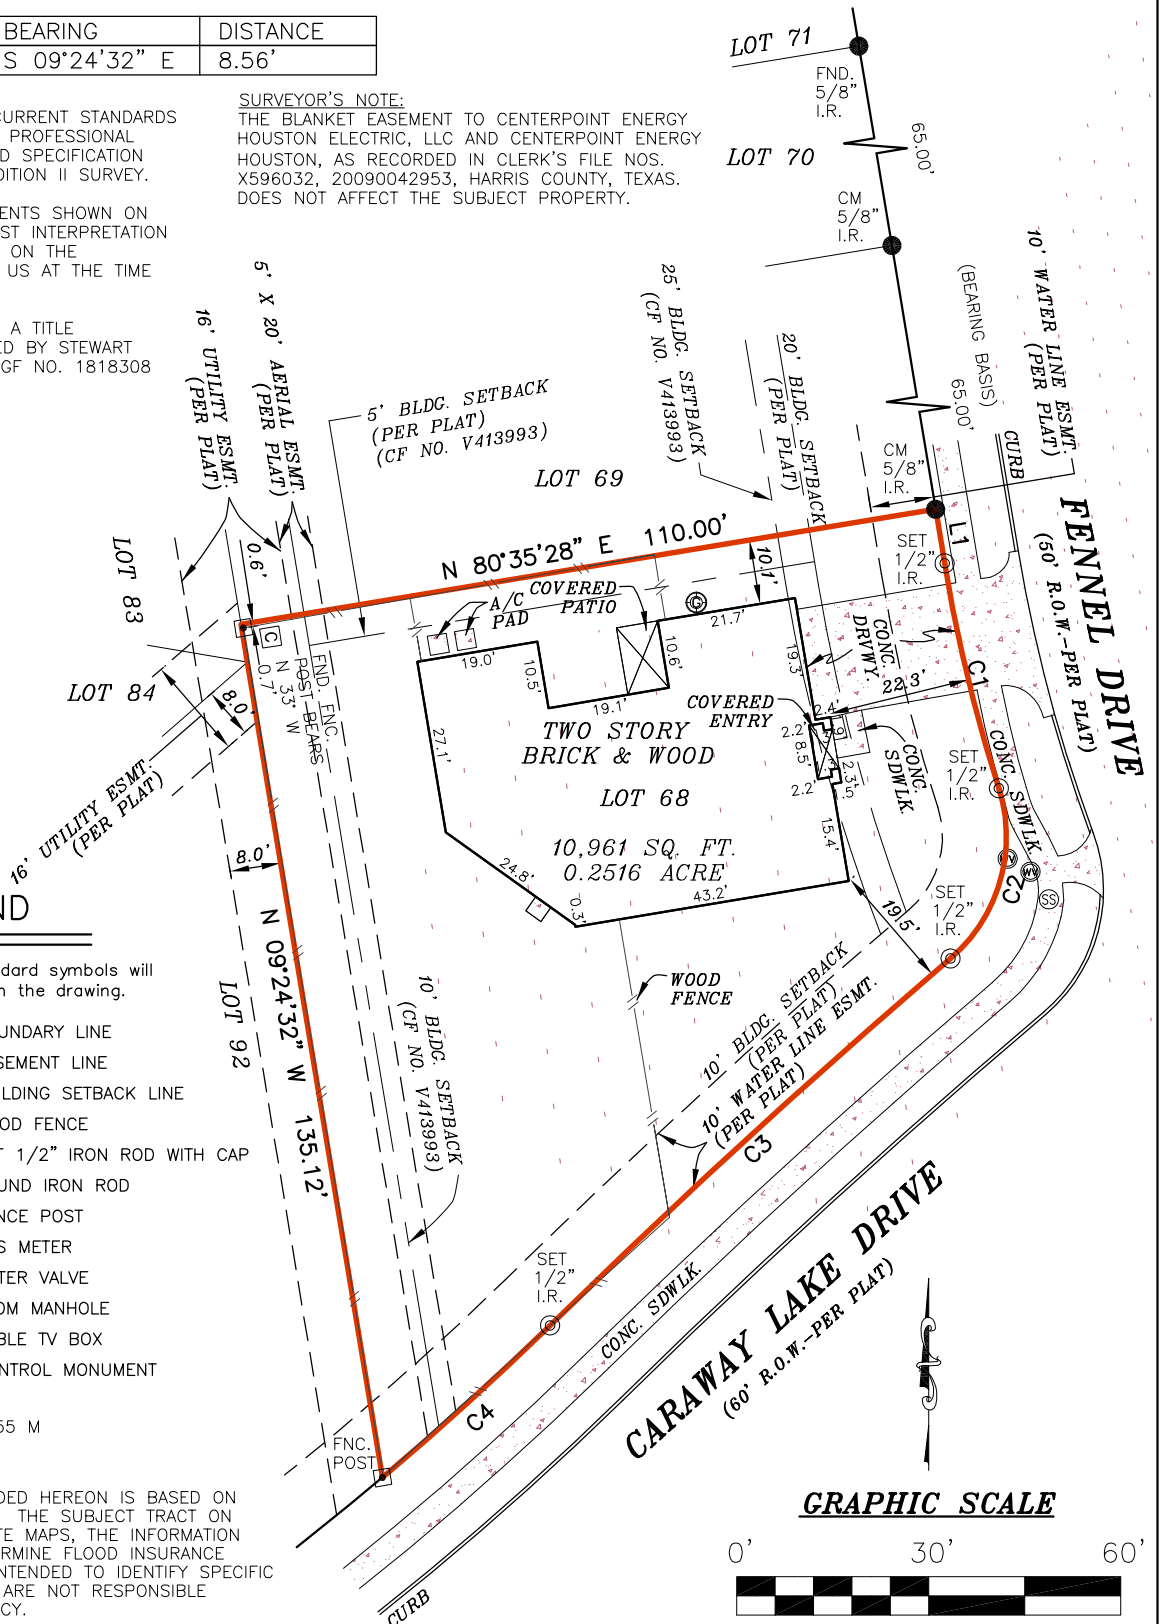 BEARING DISTANCE
S 09°24'32" E 8.56'
CURRENT STANDARDS
PROFESSIONAL
SPECIFICATION
DITION II SURVEY.
ENTS SHOWN ON
ST INTERPRETATION
ON THE
US AT THE TIME
A TITLE
ED BY STEWART
GF NO. 1818308
SURVEYOR'S NOTE:
THE BLANKET EASEMENT TO CENTERPOINT ENERGY
HOUSTON ELECTRIC, LLC AND CENTERPOINT ENERGY
HOUSTON, AS RECORDED IN CLERK'S FILE NOS.
X596032, 20090042953, HARRIS COUNTY, TEXAS.
DOES NOT AFFECT THE SUBJECT PROPERTY.
LOT 71
FND.
5/8"
I.R.
65.00'
LOT 70
CM
5/8"
I.R.
(BEARING BASIS)
65.00'
10' WATER LINE ESMT.
(PER PLAT)
25' BLDG. SETBACK
(CF NO. V413993)
20' BLDG. SETBACK
(PER PLAT)
5' X 20' AERIAL ESMT.
(PER PLAT)
16' UTILITY ESMT.
(PER PLAT)
5' BLDG. SETBACK
(PER PLAT)
(CF NO. V413993)
LOT 69
CM
5/8"
I.R.
CURB
L1
FENNEL DRIVE
(50' R.O.W.-PER PLAT)
N 80°35'28" E 110.00'
SET
1/2"
I.R.
LOT 83
0.6'
C
A/C
PAD
COVERED
PATIO
G
21.7'
10.1'
19.0'
10.5'
19.1'
10.6'
19.3'
CONC.
DRVWY.
22.3'
C1
LOT 84
8.0'
0.7'
N 33° W
POST BEARS
FND. FNC.
COVERED
ENTRY
2.4'
2.2'
8.5'
2.2'
2.3'
.5'
CONC.
SDWLK.
27.1'
TWO STORY
BRICK & WOOD
LOT 68
10,961 SQ. FT.
0.2516 ACRE
SET
1/2"
I.R.
CONC. SDWLK.
16' UTILITY ESMT.
(PER PLAT)
8.0'
24.8'
0.3'
43.2'
15.4'
19.5'
WV
WV
SS
C2
SET
1/2"
I.R.
ND
dard symbols will
n the drawing.
UNDARY LINE
SEMENT LINE
ILDING SETBACK LINE
OD FENCE
T 1/2" IRON ROD WITH CAP
UND IRON ROD
NCE POST
S METER
TER VALVE
OM MANHOLE
BLE TV BOX
NTROL MONUMENT
55 M
LOT 92
N 09°24'32" W 135.12'
10' BLDG. SETBACK
(CF NO. V413993)
WOOD
FENCE
10' BLDG. SETBACK
(PER PLAT)
10' WATER LINE ESMT.
(PER PLAT)
C3
SET
1/2"
I.R.
CONC. SDWLK.
CARAWAY LAKE DRIVE
(60' R.O.W.-PER PLAT)
C4
FNC.
POST
CURB
DED HEREON IS BASED ON
THE SUBJECT TRACT ON
TE MAPS, THE INFORMATION
ERMINE FLOOD INSURANCE
NTENDED TO IDENTIFY SPECIFIC
ARE NOT RESPONSIBLE
CY.
GRAPHIC SCALE
0' 30' 60'